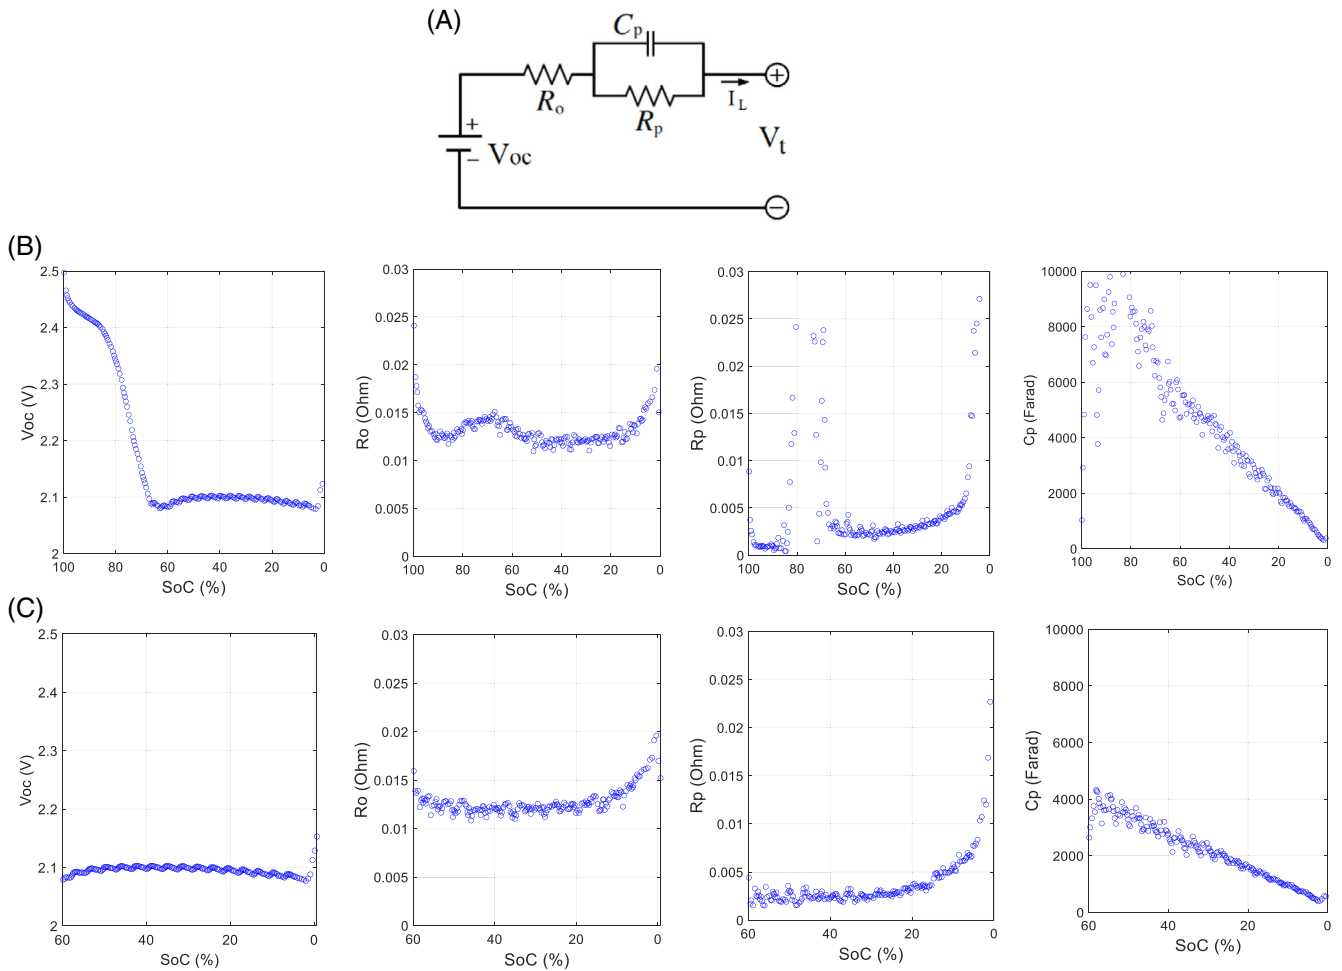 (A)
Cp
Ro
Rp
IL
+
Vt
+
−
Voc
−
(B)
2.5
2.4
2.3
2.2
2.1
2
Voc (V)
100 80 60 40 20 0
SoC (%)
0.03
0.025
0.02
0.015
0.01
0.005
0
Ro (Ohm)
100 80 60 40 20 0
SoC (%)
0.03
0.025
0.02
0.015
0.01
0.005
0
Rp (Ohm)
100 80 60 40 20 0
SoC (%)
10000
8000
6000
4000
2000
0
Cp (Farad)
100 80 60 40 20 0
SoC (%)
(C)
2.5
2.4
2.3
2.2
2.1
2
Voc (V)
60 40 20 0
SoC (%)
0.03
0.025
0.02
0.015
0.01
0.005
0
Ro (Ohm)
60 40 20 0
SoC (%)
0.03
0.025
0.02
0.015
0.01
0.005
0
Rp (Ohm)
60 40 20 0
SoC (%)
10000
8000
6000
4000
2000
0
Cp (Farad)
60 40 20 0
SoC (%)